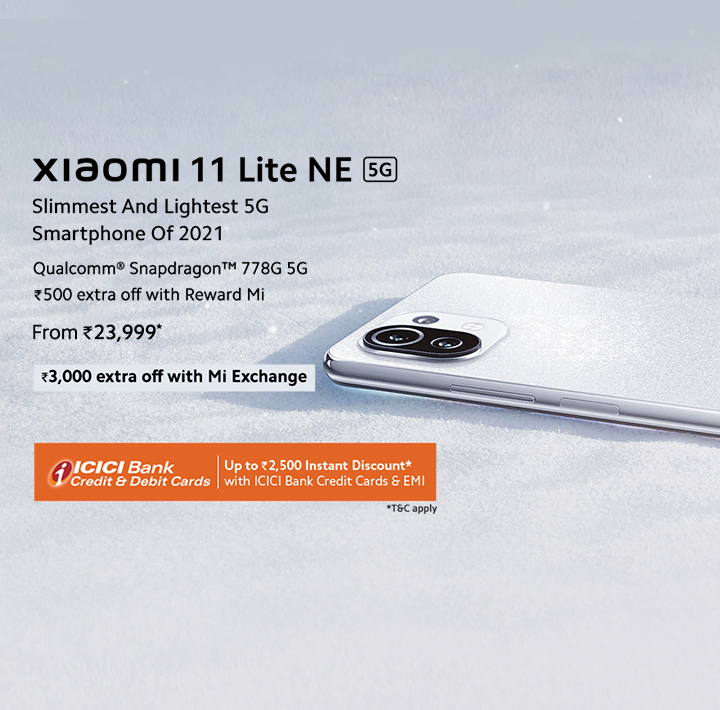 xiaomi 11 Lite NE 5G
Slimmest And Lightest 5G
Smartphone Of 2021
Qualcomm® Snapdragon™ 778G 5G
₹500 extra off with Reward Mi
From ₹23,999*
₹3,000 extra off with Mi Exchange
i ICICI Bank
Credit & Debit Cards
Up to ₹2,500 Instant Discount*
with ICICI Bank Credit Cards & EMI
*T&C apply